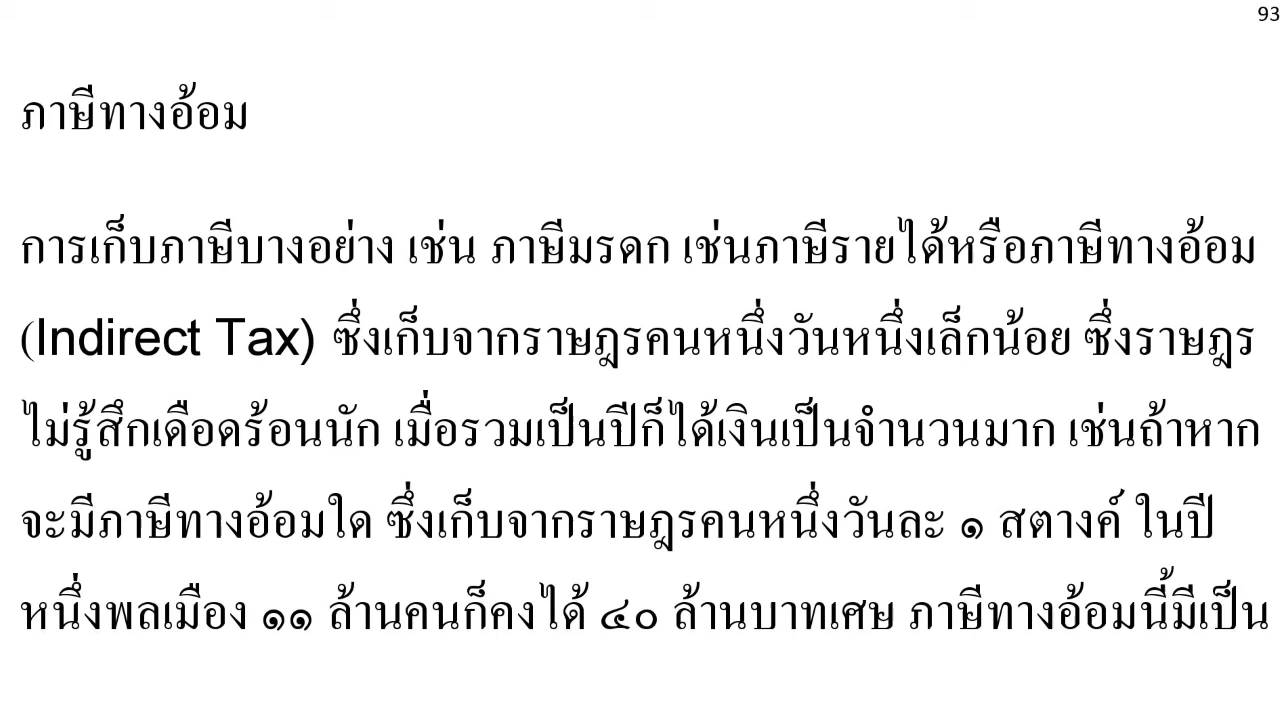 93
ภาษีทางอ้อม
การเก็บภาษีบางอย่าง เช่น ภาษีมรดก เช่นภาษีรายได้หรือภาษีทางอ้อม
(Indirect Tax) ซึ่งเก็บจากราษฎรคนหนึ่งวันหนึ่งเล็กน้อย ซึ่งราษฎร
ไม่รู้สึกเดือดร้อนนัก เมื่อรวมเป็นปีก็ได้เงินเป็นจำนวนมาก เช่นถ้าหาก
จะมีภาษีทางอ้อมใด ซึ่งเก็บจากราษฎรคนหนึ่งวันละ ๑ สตางค์ ในปี
หนึ่งพลเมือง ๑๑ ล้านคนก็คงได้ ๔๐ ล้านบาทเศษ ภาษีทางอ้อมนี้มีเป็น